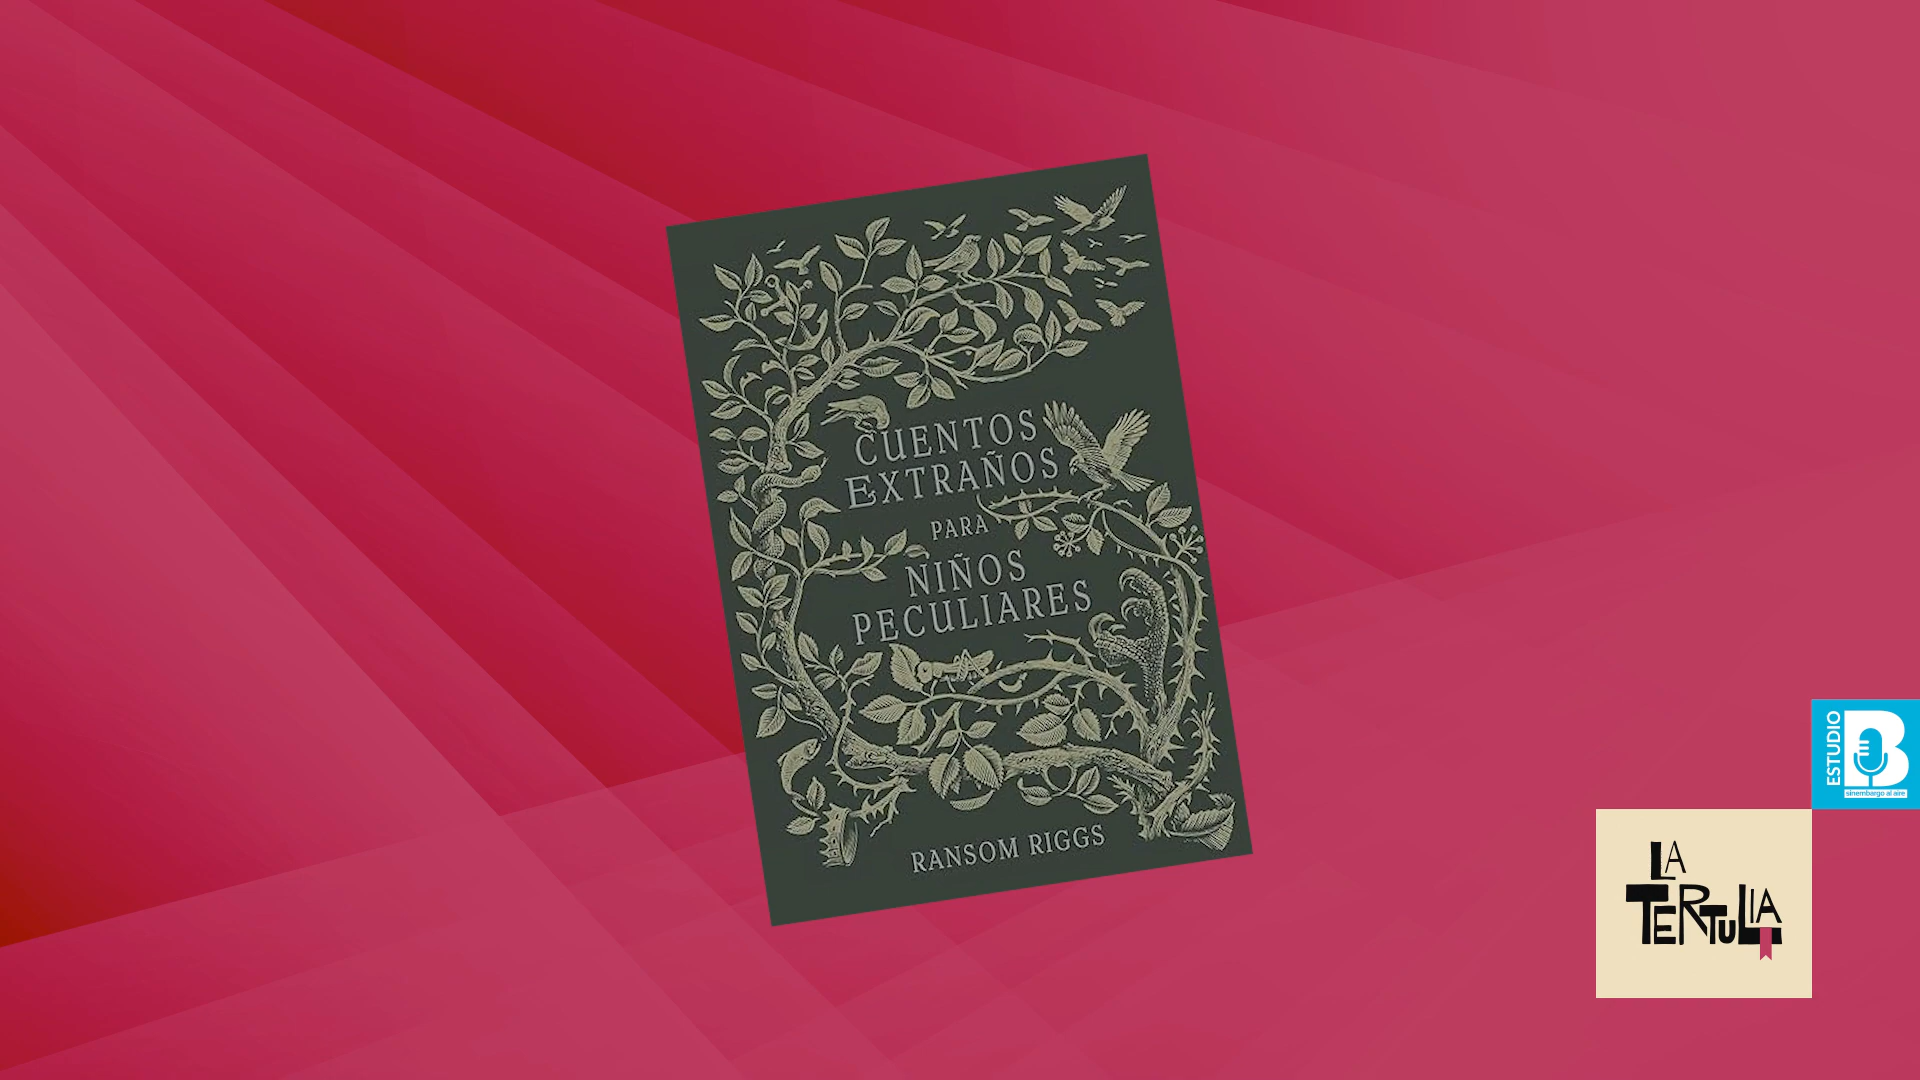 CUENTOS
EXTRAÑOS
PARA
NIÑOS
PECULIARES
RANSOM RIGGS
ESTUDIO
B
sinembargo al aire
LA
TERTULIA